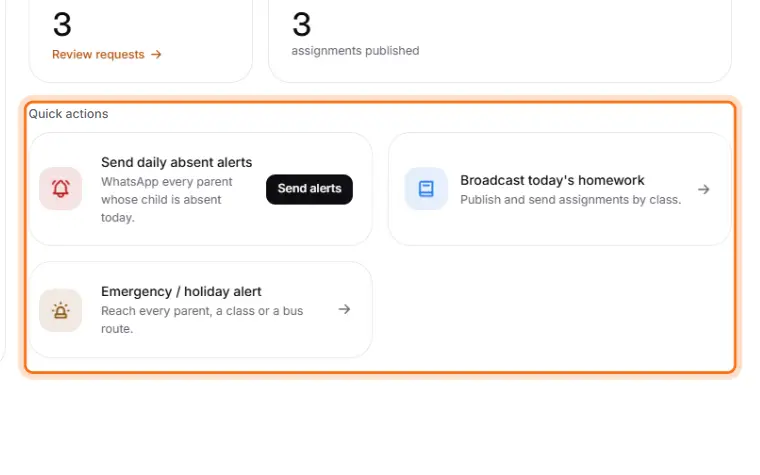 3
Review requests →
3
assignments published
Quick actions
Send daily absent alerts
WhatsApp every parent
whose child is absent
today.
Send alerts
Broadcast today's homework
Publish and send assignments by class.
→
Emergency / holiday alert
Reach every parent, a class or a bus
route.
→